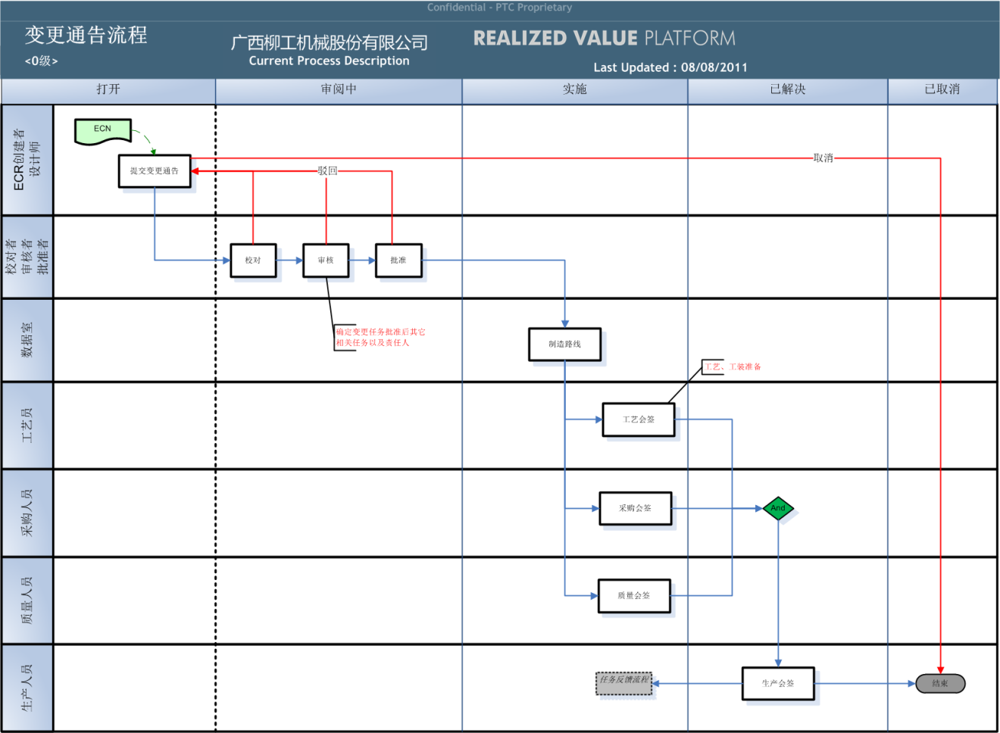 Confidential - PTC Proprietary
变更通告流程
<0级>
广西柳工机械股份有限公司
Current Process Description
REALIZED VALUE PLATFORM
Last Updated : 08/08/2011
打开
审阅中
实施
已解决
已取消
ECR创建者
设计师
ECN
提交变更通告
驳回
取消
校对者
审核者
批准者
校对
审核
批准
数据室
确定变更任务批准后其它
相关任务以及责任人
制造路线
工艺、工装准备
工艺员
工艺会签
采购人员
采购会签
And
质量人员
质量会签
生产人员
任务反馈流程
生产会签
结束